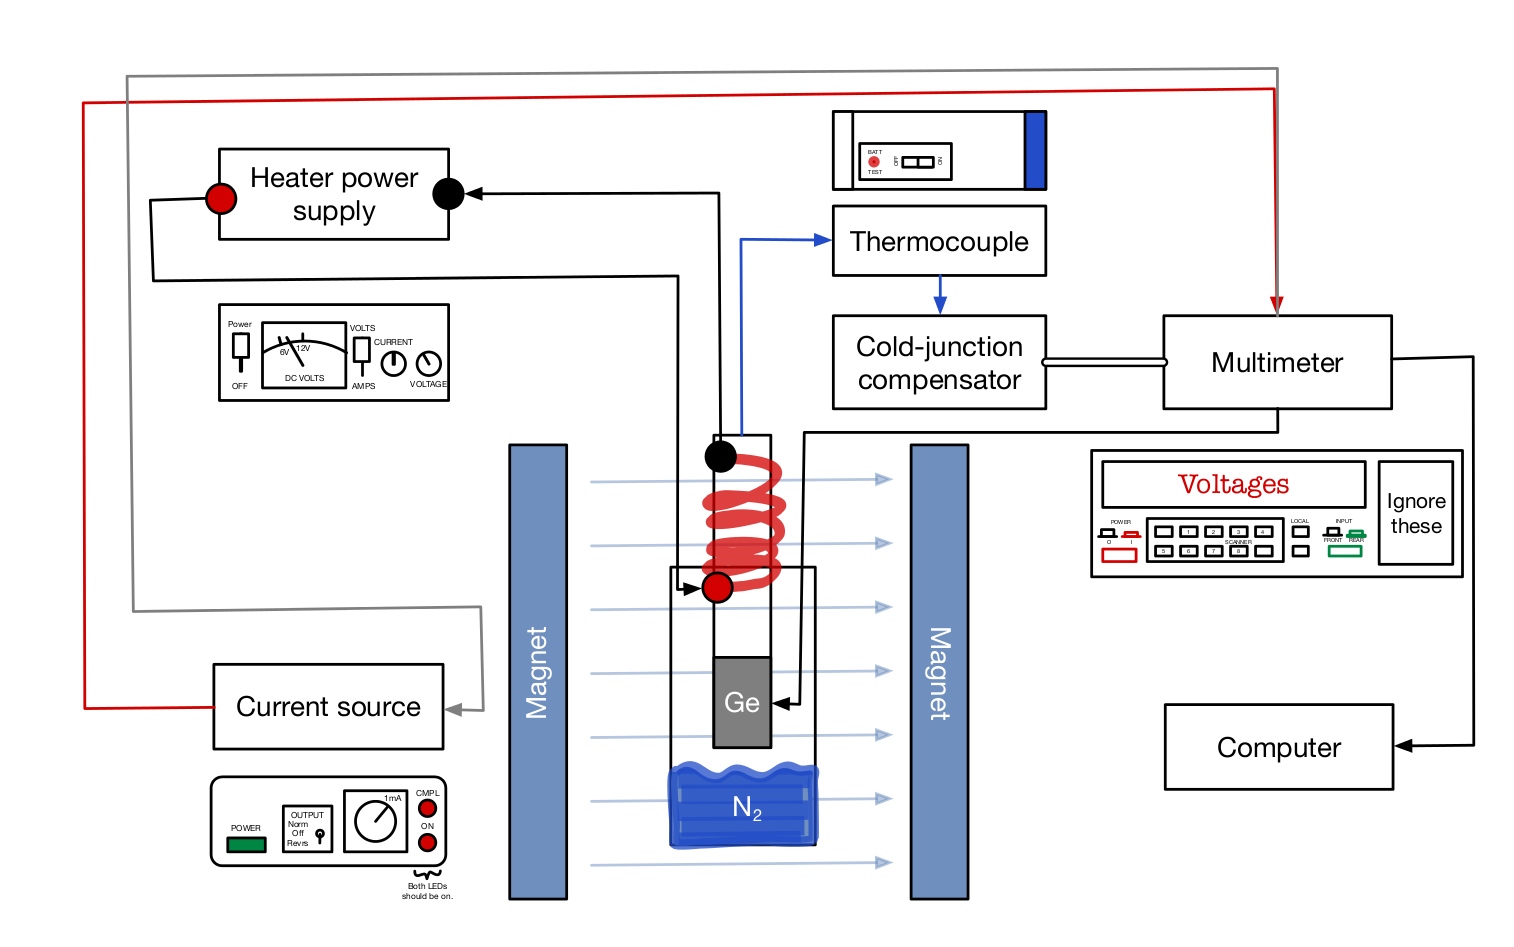 Heater power
supply
BATT
TEST
OFF
ON
Thermocouple
Power
OFF
6V
12V
DC VOLTS
VOLTS
AMPS
CURRENT
VOLTAGE
Cold-junction
compensator
Multimeter
Voltages
Ignore
these
POWER
O
I
1
2
3
4
SCANNER
5
6
7
8
LOCAL
INPUT
FRONT
REAR
Magnet
Magnet
Ge
N2
Current source
Computer
POWER
OUTPUT
Norm
Off
Revrs
1mA
CMPL
ON
Both LEDs
should be on.